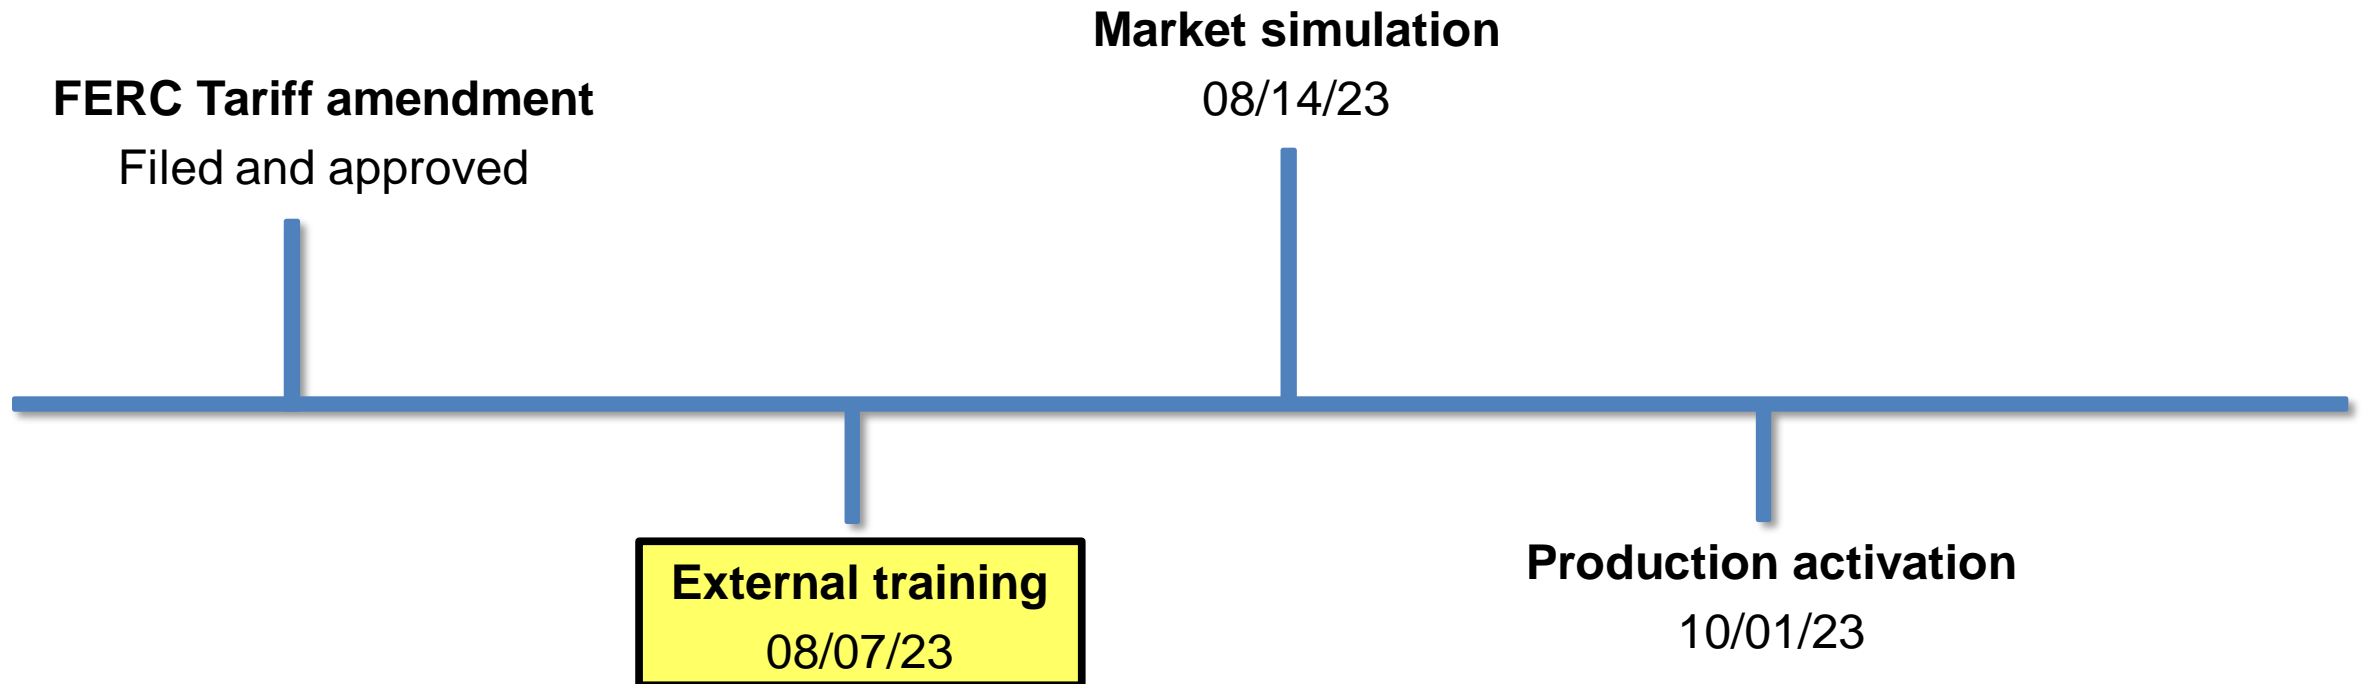 FERC Tariff amendment
Filed and approved
External training
08/07/23
Market simulation
08/14/23
Production activation
10/01/23